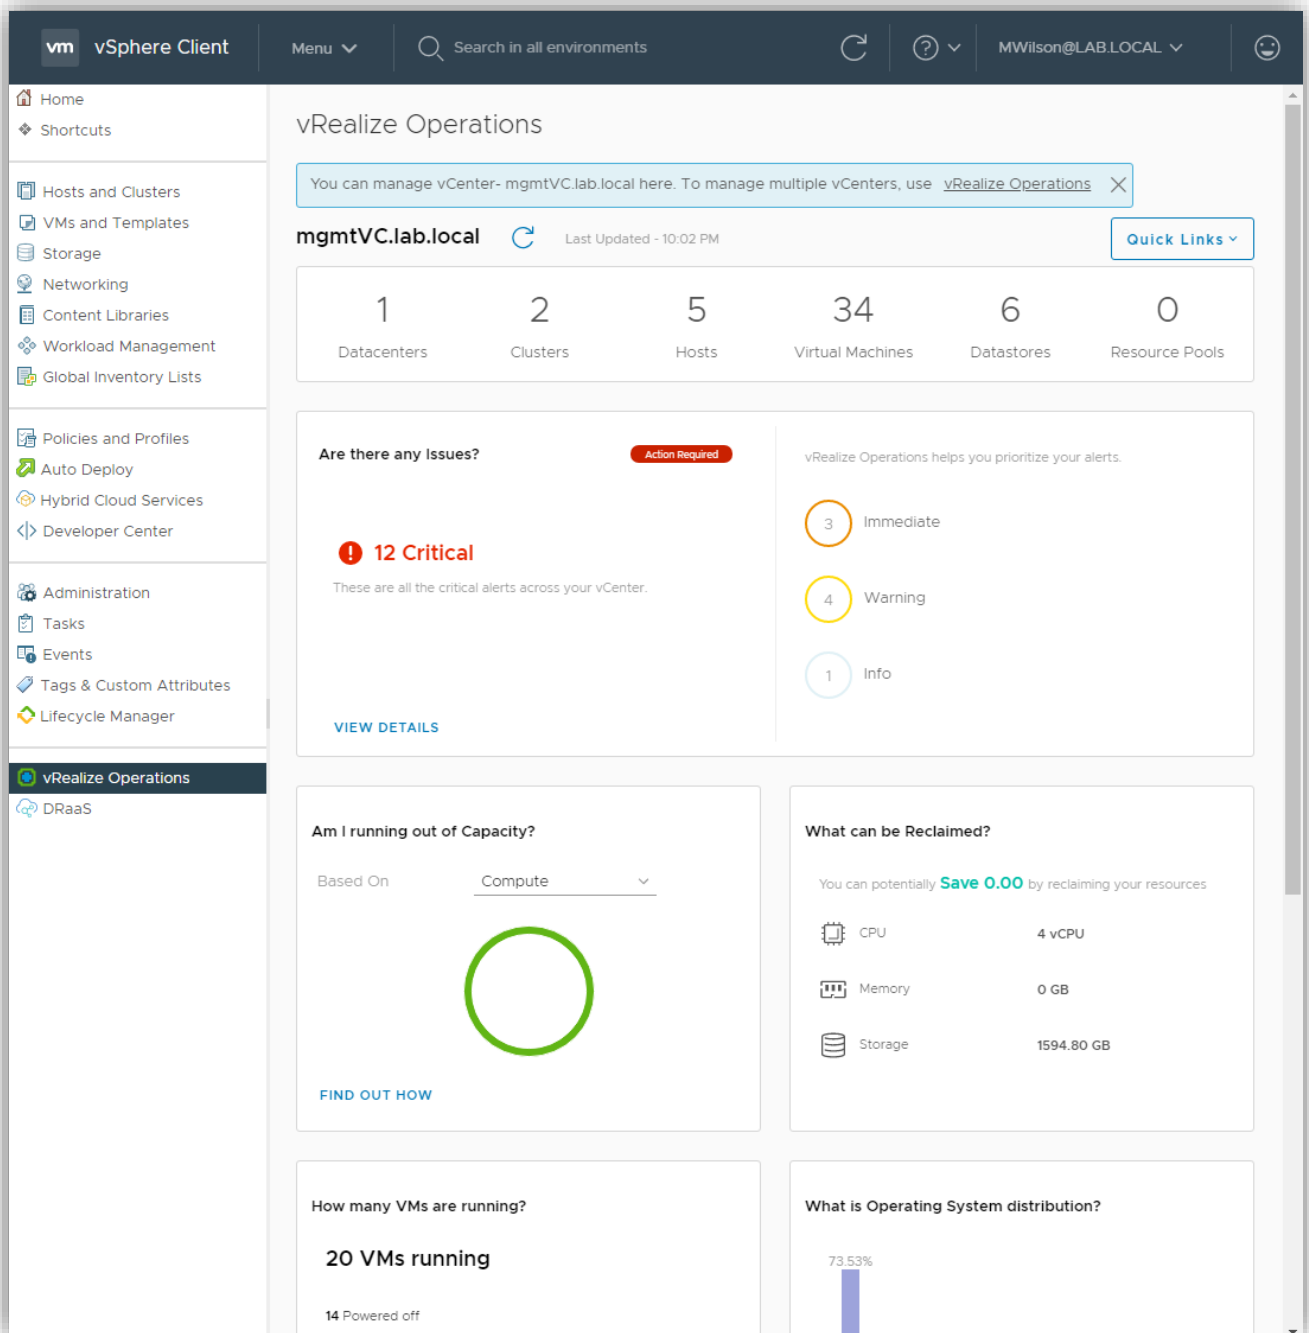 vm vSphere Client Menu Search in all environments ? MWilson@LAB.LOCAL
Home
Shortcuts
Hosts and Clusters
VMs and Templates
Storage
Networking
Content Libraries
Workload Management
Global Inventory Lists
Policies and Profiles
Auto Deploy
Hybrid Cloud Services
Developer Center
Administration
Tasks
Events
Tags & Custom Attributes
Lifecycle Manager
vRealize Operations
DRaaS
vRealize Operations
You can manage vCenter- mgmtVC.lab.local here. To manage multiple vCenters, use vRealize Operations
mgmtVC.lab.local Last Updated - 10:02 PM Quick Links
1 2 5 34 6 0
Datacenters Clusters Hosts Virtual Machines Datastores Resource Pools
Are there any Issues? Action Required
12 Critical
These are all the critical alerts across your vCenter.
VIEW DETAILS
vRealize Operations helps you prioritize your alerts.
3 Immediate
4 Warning
1 Info
Am I running out of Capacity?
Based On Compute
FIND OUT HOW
What can be Reclaimed?
You can potentially Save 0.00 by reclaiming your resources
CPU 4 vCPU
Memory 0 GB
Storage 1594.80 GB
How many VMs are running?
20 VMs running
14 Powered off
What is Operating System distribution?
73.53%